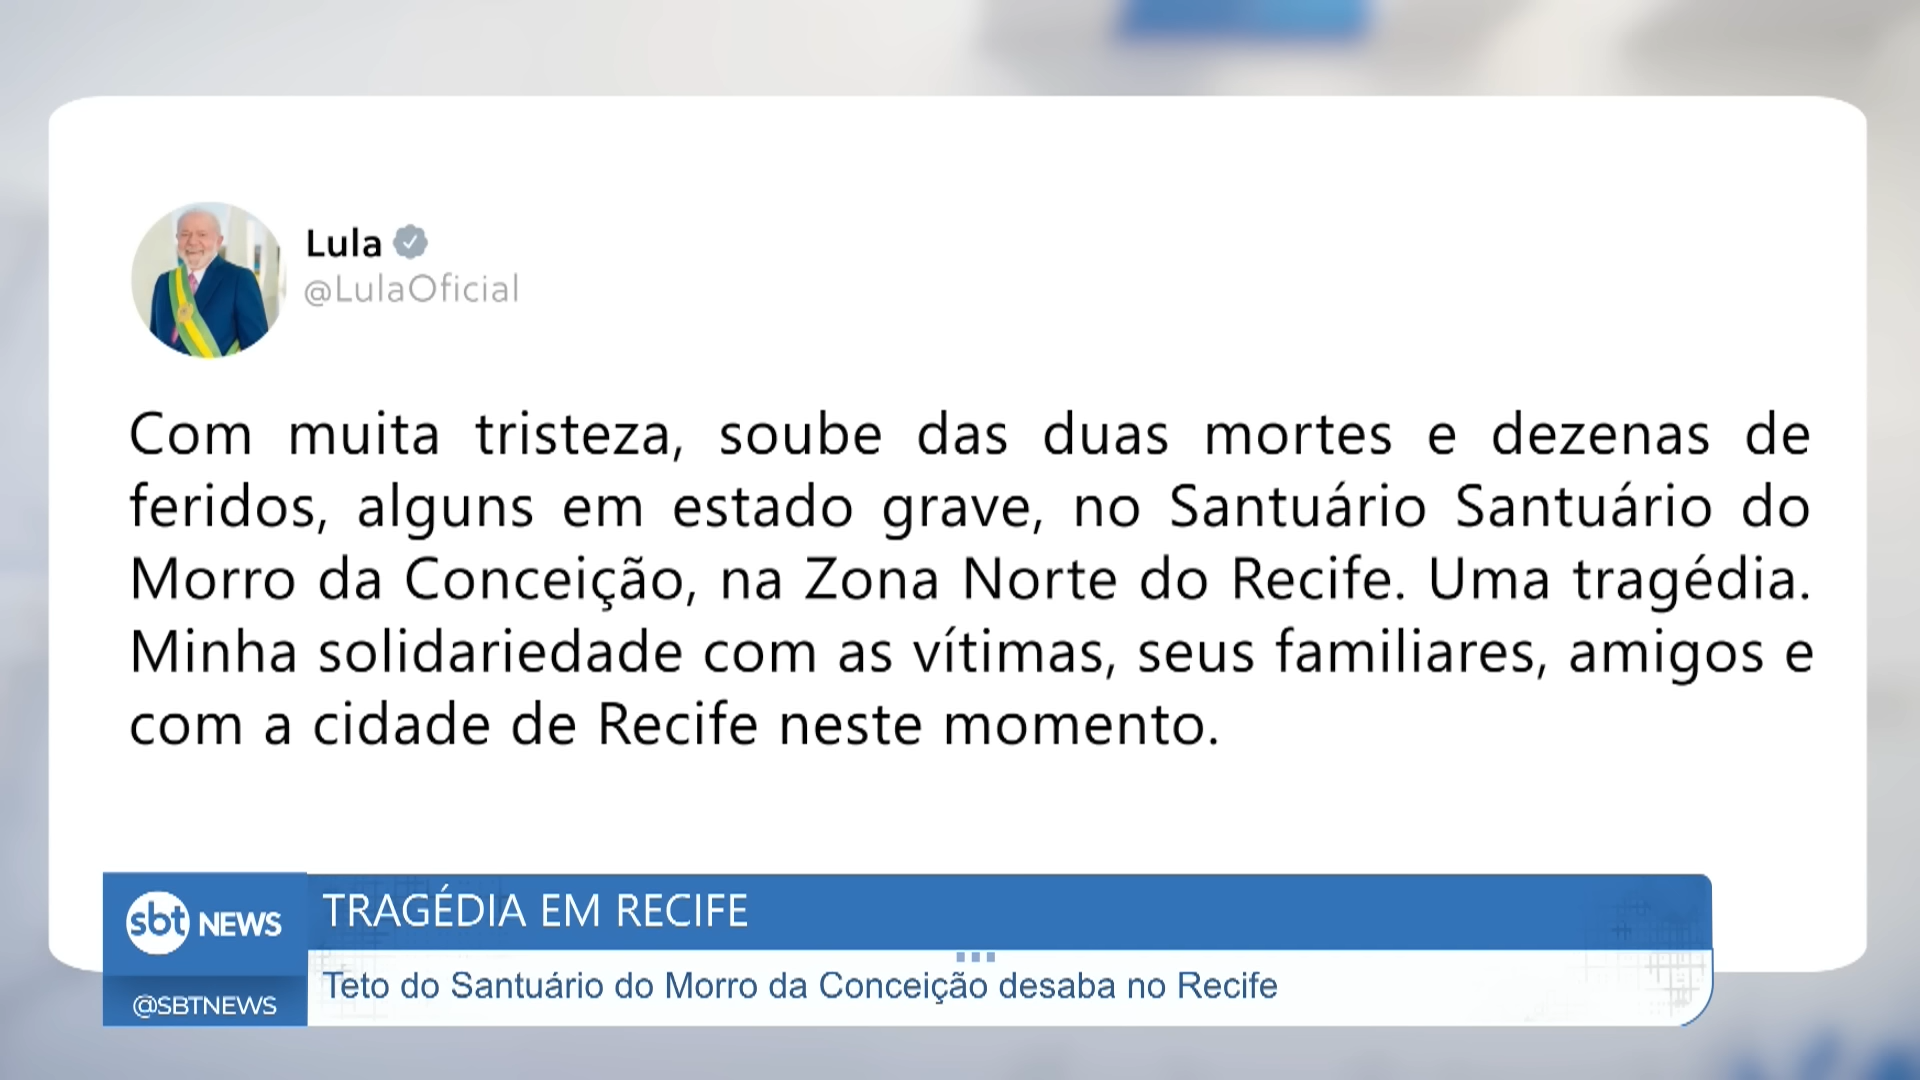 Lula
@LulaOficial
Com muita tristeza, soube das duas mortes e dezenas de
feridos, alguns em estado grave, no Santuário Santuário do
Morro da Conceição, na Zona Norte do Recife. Uma tragédia.
Minha solidariedade com as vítimas, seus familiares, amigos e
com a cidade de Recife neste momento.
sbt NEWS
TRAGÉDIA EM RECIFE
@SBTNEWS
Teto do Santuário do Morro da Conceição desaba no Recife